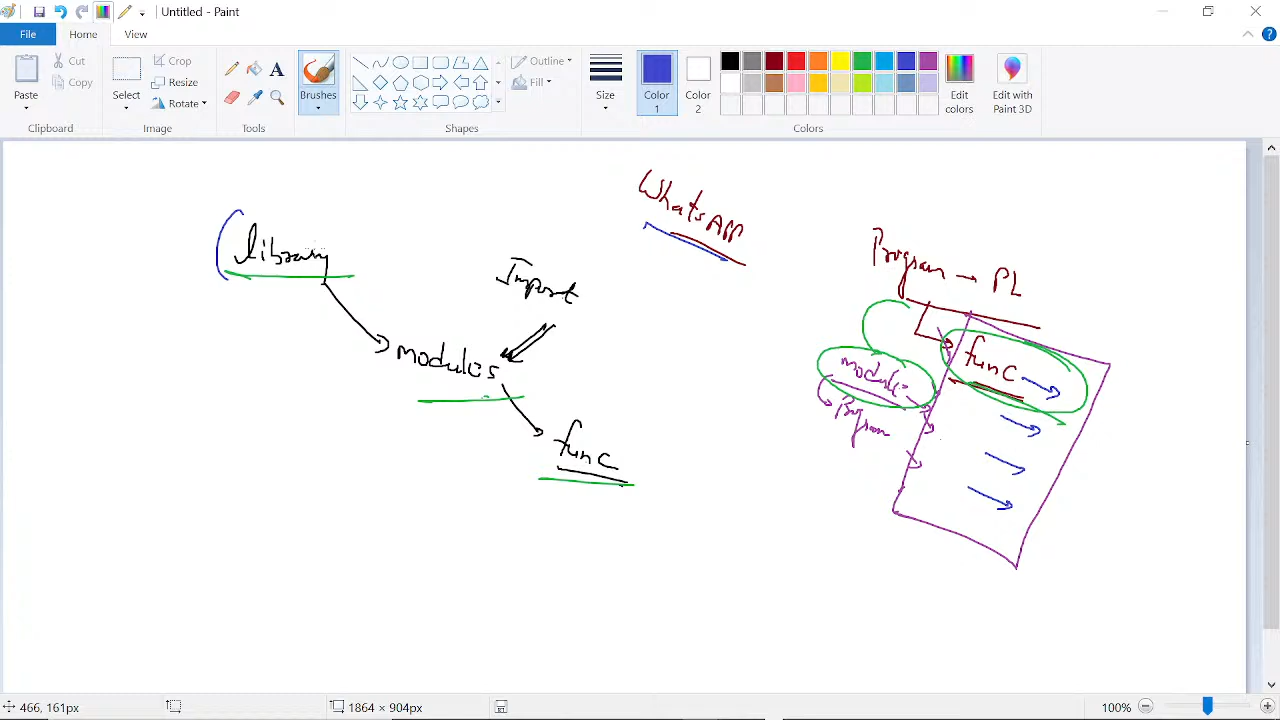 Untitled - Paint
File
Home
View
Paste
Cut
Copy
Clipboard
Crop
Rotate
Image
Tools
Brushes
Shapes
Outline
Fill
Size
Color 1
Color 2
Edit colors
Edit with Paint 3D
Colors
WhatsAPP
library
Import
modules
func
Program → PL
func
module
Program
466, 161px
1864 × 904px
100%